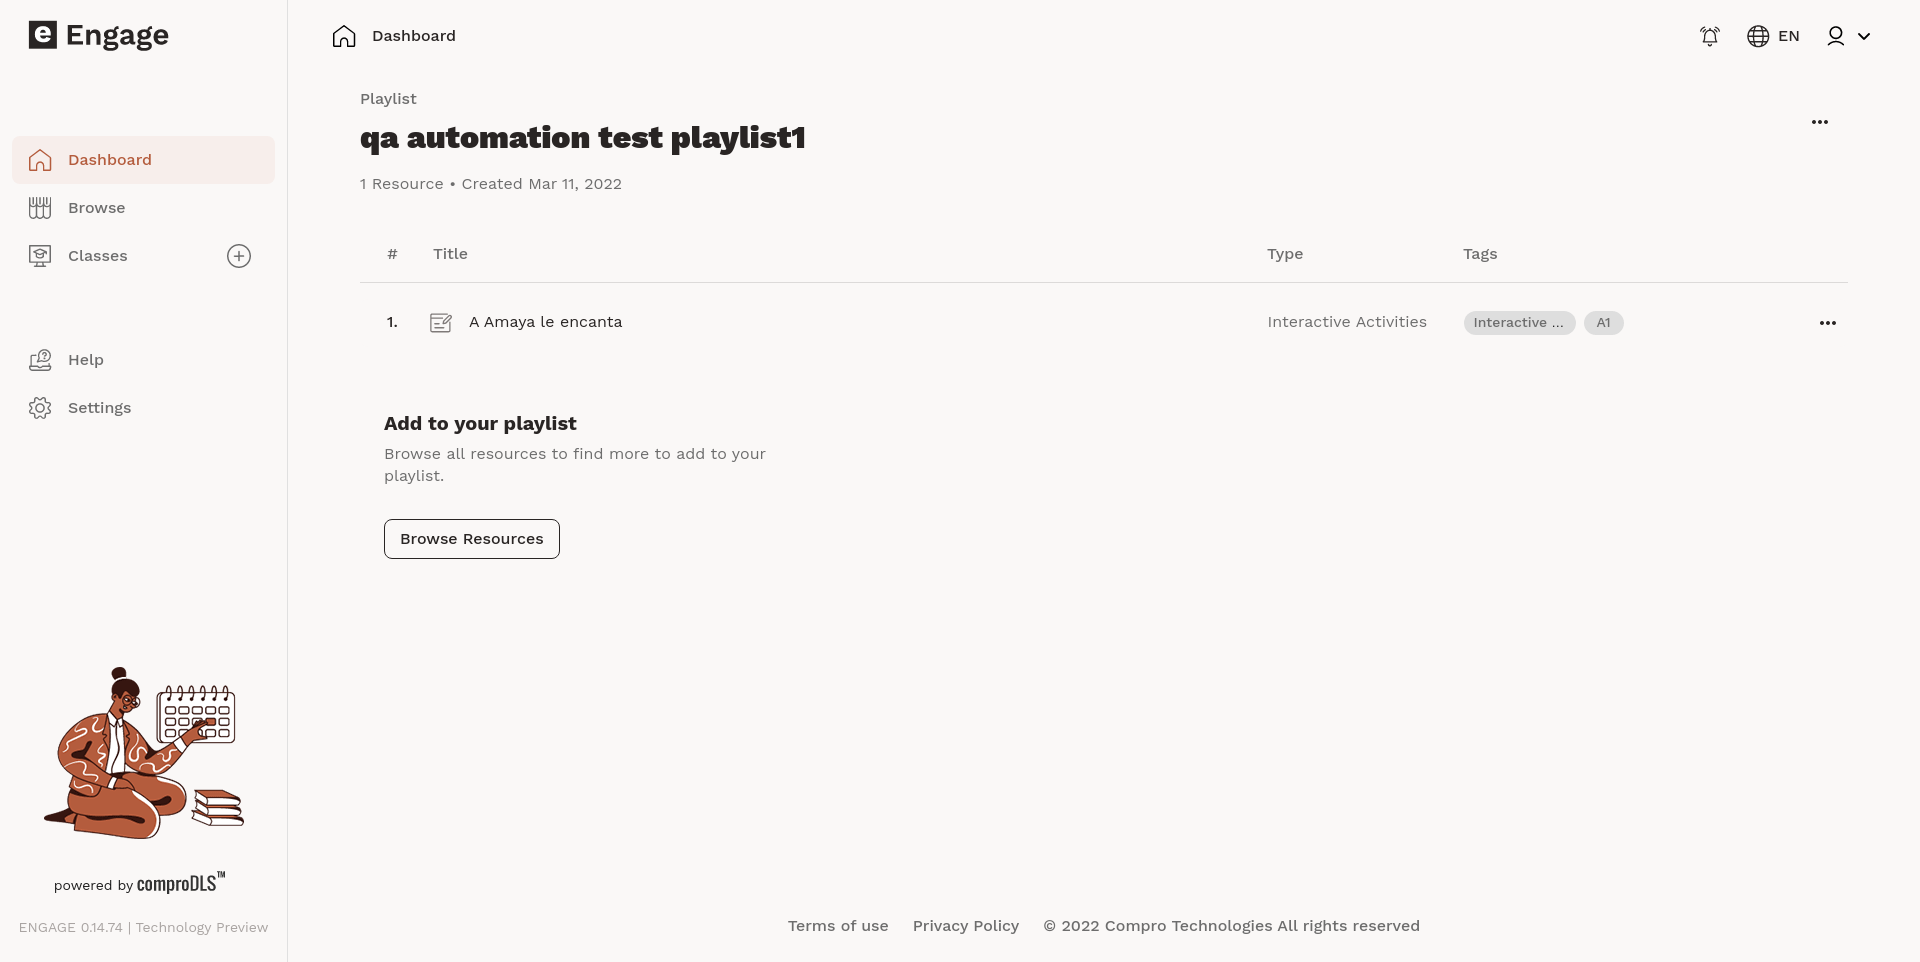 e Engage
Dashboard
EN
Dashboard
Browse
Classes
Help
Settings
Playlist
qa automation test playlist1
1 Resource • Created Mar 11, 2022
# Title Type Tags
1. A Amaya le encanta Interactive Activities Interactive ... A1
Add to your playlist
Browse all resources to find more to add to your
playlist.
Browse Resources
powered by comproDLS™
ENGAGE 0.14.74 | Technology Preview
Terms of use Privacy Policy © 2022 Compro Technologies All rights reserved